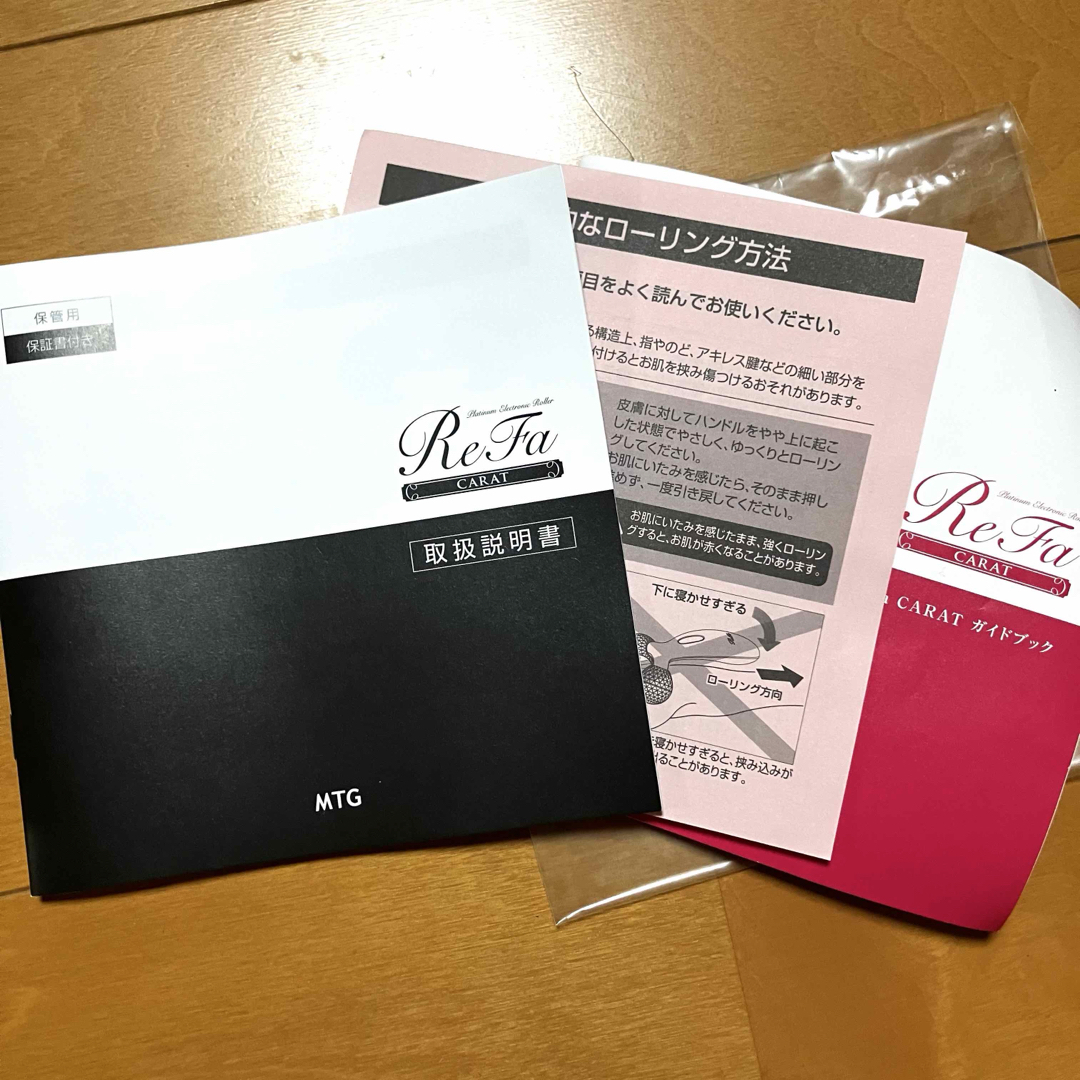 保管用
保証書付き
Platinum Electronic Roller
ReFa
CARAT
取扱説明書
MTG
なローリング方法
をよく読んでお使いください。
構造上、指やのど、アキレス腱などの細い部分を
付けるとお肌を挟み傷つけるおそれがあります。
皮膚に対してハンドルをやや上に起こ
した状態でやさしく、ゆっくりとローリン
グしてください。
お肌にいたみを感じたら、そのまま押し
めず、一度引き戻してください。
お肌にいたみを感じたまま、強くローリン
グすると、お肌が赤くなることがあります。
下に寝かせすぎる
ローリング方向
寝かせすぎると、挟み込みが
ることがあります。
Platinum Electronic
ReFa
CARAT
CARAT ガイドブック